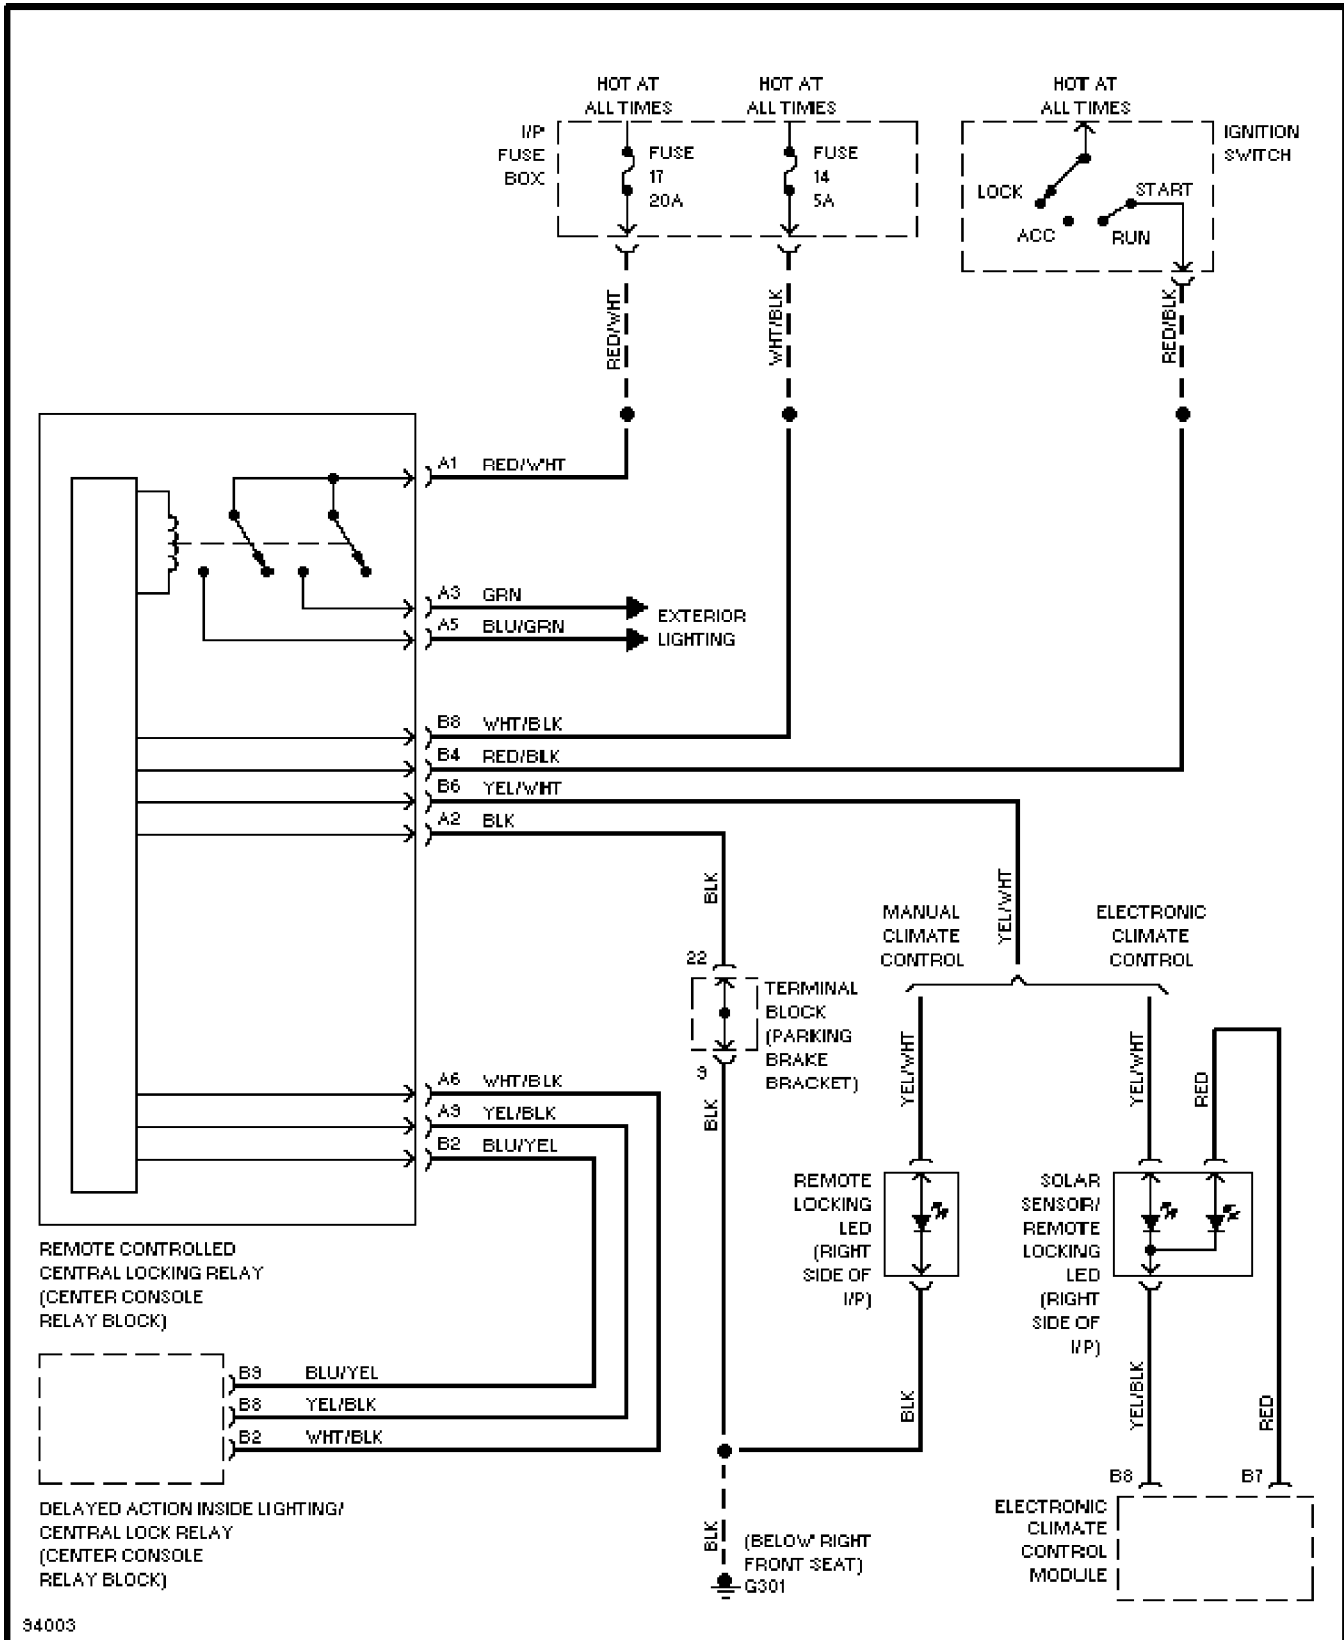 HOT AT
ALL TIMES
HOT AT
ALL TIMES
HOT AT
ALL TIMES
I/P
FUSE
BOX
FUSE
17
20A
FUSE
14
5A
IGNITION
SWITCH
LOCK
START
ACC
RUN
RED/WHT
WHT/BLK
RED/BLK
A1 RED/WHT
A3 GRN
A5 BLU/GRN
EXTERIOR
LIGHTING
B8 WHT/BLK
B4 RED/BLK
B6 YEL/WHT
A2 BLK
BLK
YEL/WHT
MANUAL
CLIMATE
CONTROL
ELECTRONIC
CLIMATE
CONTROL
22
TERMINAL
BLOCK
(PARKING
BRAKE
BRACKET)
9
BLK
YEL/WHT
YEL/WHT
RED
A6 WHT/BLK
A9 YEL/BLK
B2 BLU/YEL
REMOTE
LOCKING
LED
(RIGHT
SIDE OF
I/P)
SOLAR
SENSOR/
REMOTE
LOCKING
LED
(RIGHT
SIDE OF
I/P)
REMOTE CONTROLLED
CENTRAL LOCKING RELAY
(CENTER CONSOLE
RELAY BLOCK)
B9 BLU/YEL
B8 YEL/BLK
B2 WHT/BLK
BLK
YEL/BLK
RED
B8
B7
DELAYED ACTION INSIDE LIGHTING/
CENTRAL LOCK RELAY
(CENTER CONSOLE
RELAY BLOCK)
BLK
(BELOW RIGHT
FRONT SEAT)
G301
ELECTRONIC
CLIMATE
CONTROL
MODULE
94003